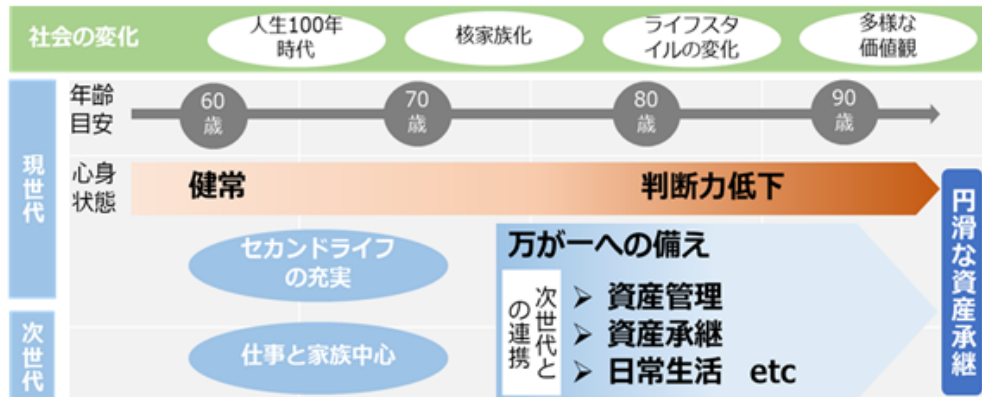 社会の変化
人生100年
時代
核家族化
ライフスタ
イルの変化
多様な
価値観
現世代
年齢
目安
60
歳
70
歳
80
歳
90
歳
心身
状態
健常
判断力低下
セカンドライフ
の充実
万が一への備え
次世代と
の連携
➢ 資産管理
➢ 資産承継
➢ 日常生活 etc
次世代
仕事と家族中心
円滑な資産承継